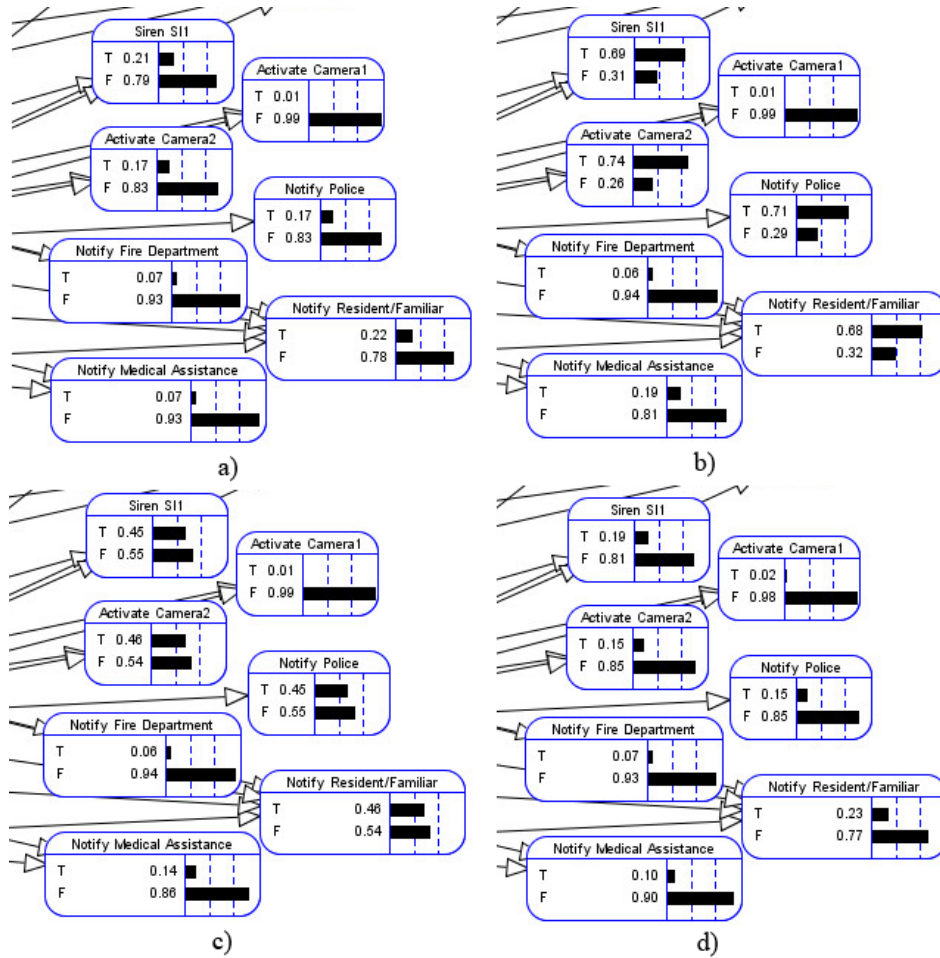 Siren SI1
T 0.21
F 0.79
Activate Camera1
T 0.01
F 0.99
Activate Camera2
T 0.17
F 0.83
Notify Police
T 0.17
F 0.83
Notify Fire Department
T 0.07
F 0.93
Notify Resident/Familiar
T 0.22
F 0.78
Notify Medical Assistance
T 0.07
F 0.93
a)
Siren SI1
T 0.69
F 0.31
Activate Camera1
T 0.01
F 0.99
Activate Camera2
T 0.74
F 0.26
Notify Police
T 0.71
F 0.29
Notify Fire Department
T 0.06
F 0.94
Notify Resident/Familiar
T 0.68
F 0.32
Notify Medical Assistance
T 0.19
F 0.81
b)
Siren SI1
T 0.45
F 0.55
Activate Camera1
T 0.01
F 0.99
Activate Camera2
T 0.46
F 0.54
Notify Police
T 0.45
F 0.55
Notify Fire Department
T 0.06
F 0.94
Notify Resident/Familiar
T 0.46
F 0.54
Notify Medical Assistance
T 0.14
F 0.86
c)
Siren SI1
T 0.19
F 0.81
Activate Camera1
T 0.02
F 0.98
Activate Camera2
T 0.15
F 0.85
Notify Police
T 0.15
F 0.85
Notify Fire Department
T 0.07
F 0.93
Notify Resident/Familiar
T 0.23
F 0.77
Notify Medical Assistance
T 0.10
F 0.90
d)